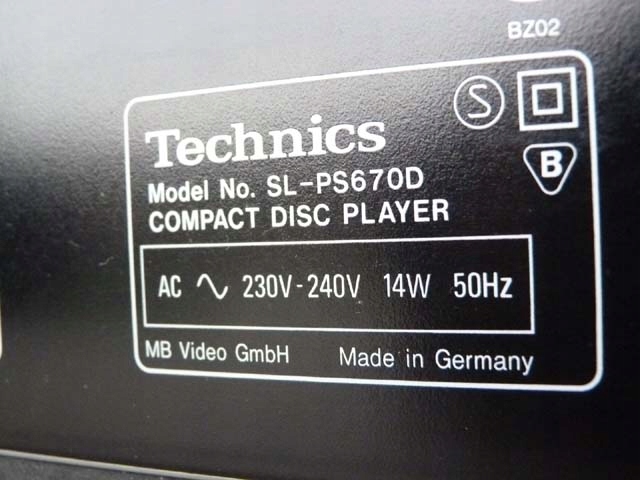 BZ02
Technics
S
Model No. SL-PS670D
B
COMPACT DISC PLAYER
AC ∿ 230V - 240V 14W 50Hz
MB Video GmbH Made in Germany